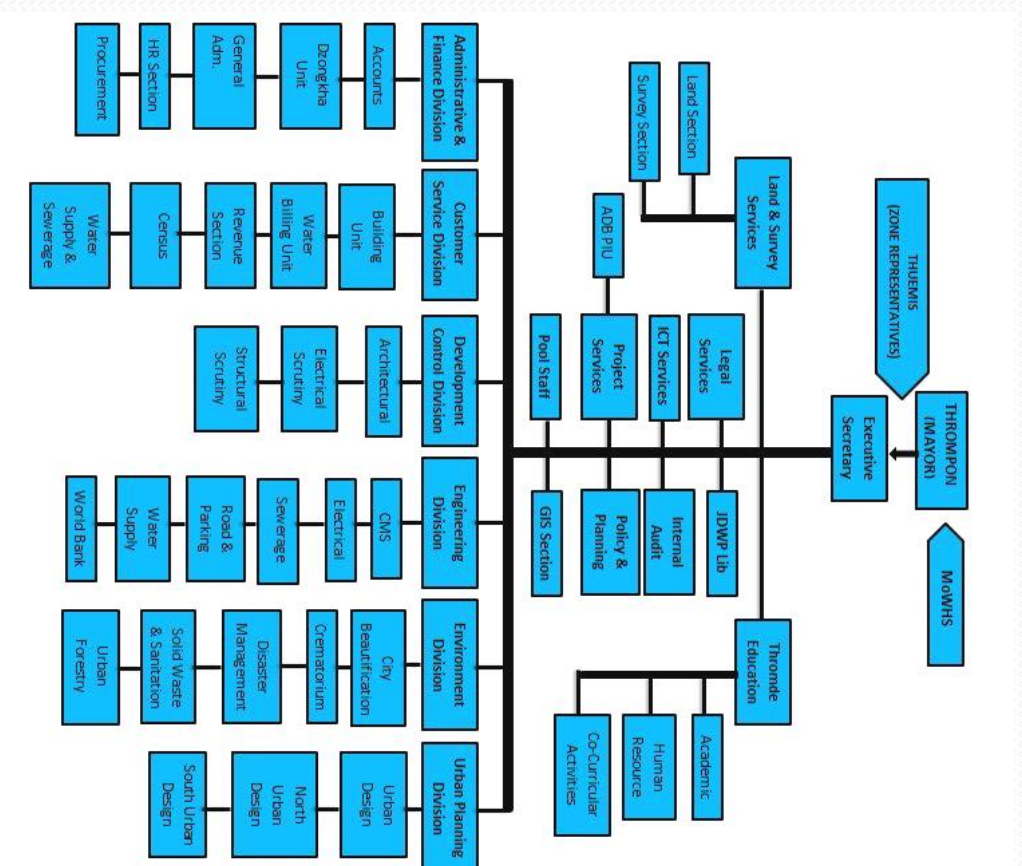 MoWHS
THROMPON
(MAYOR)
THUEMIS
(ZONE REPRESENTATIVES)
Executive
Secretary
Land & Survey
Services
Thromde
Education
Land Section
Survey Section
Academic
Human
Resource
Co-Curricular
Activities
Legal
Services
JDWP Lib
ICT Services
Internal
Audit
ADB PIU
Project
Services
Policy &
Planning
Pool Staff
GIS Section
Administrative &
Finance Division
Accounts
Dzongkha
Unit
General
Adm.
HR Section
Procurement
Customer
Service Division
Building
Unit
Water
Billing Unit
Revenue
Section
Census
Water
Supply &
Sewerage
Development
Control Division
Architectural
Electrical
Scrutiny
Structural
Scrutiny
Engineering
Division
CMS
Electrical
Sewerage
Road &
Parking
Water
Supply
World Bank
Environment
Division
City
Beautification
Crematorium
Disaster
Management
Solid Waste
& Sanitation
Urban
Forestry
Urban Planning
Division
Urban
Design
North
Urban
Design
South Urban
Design